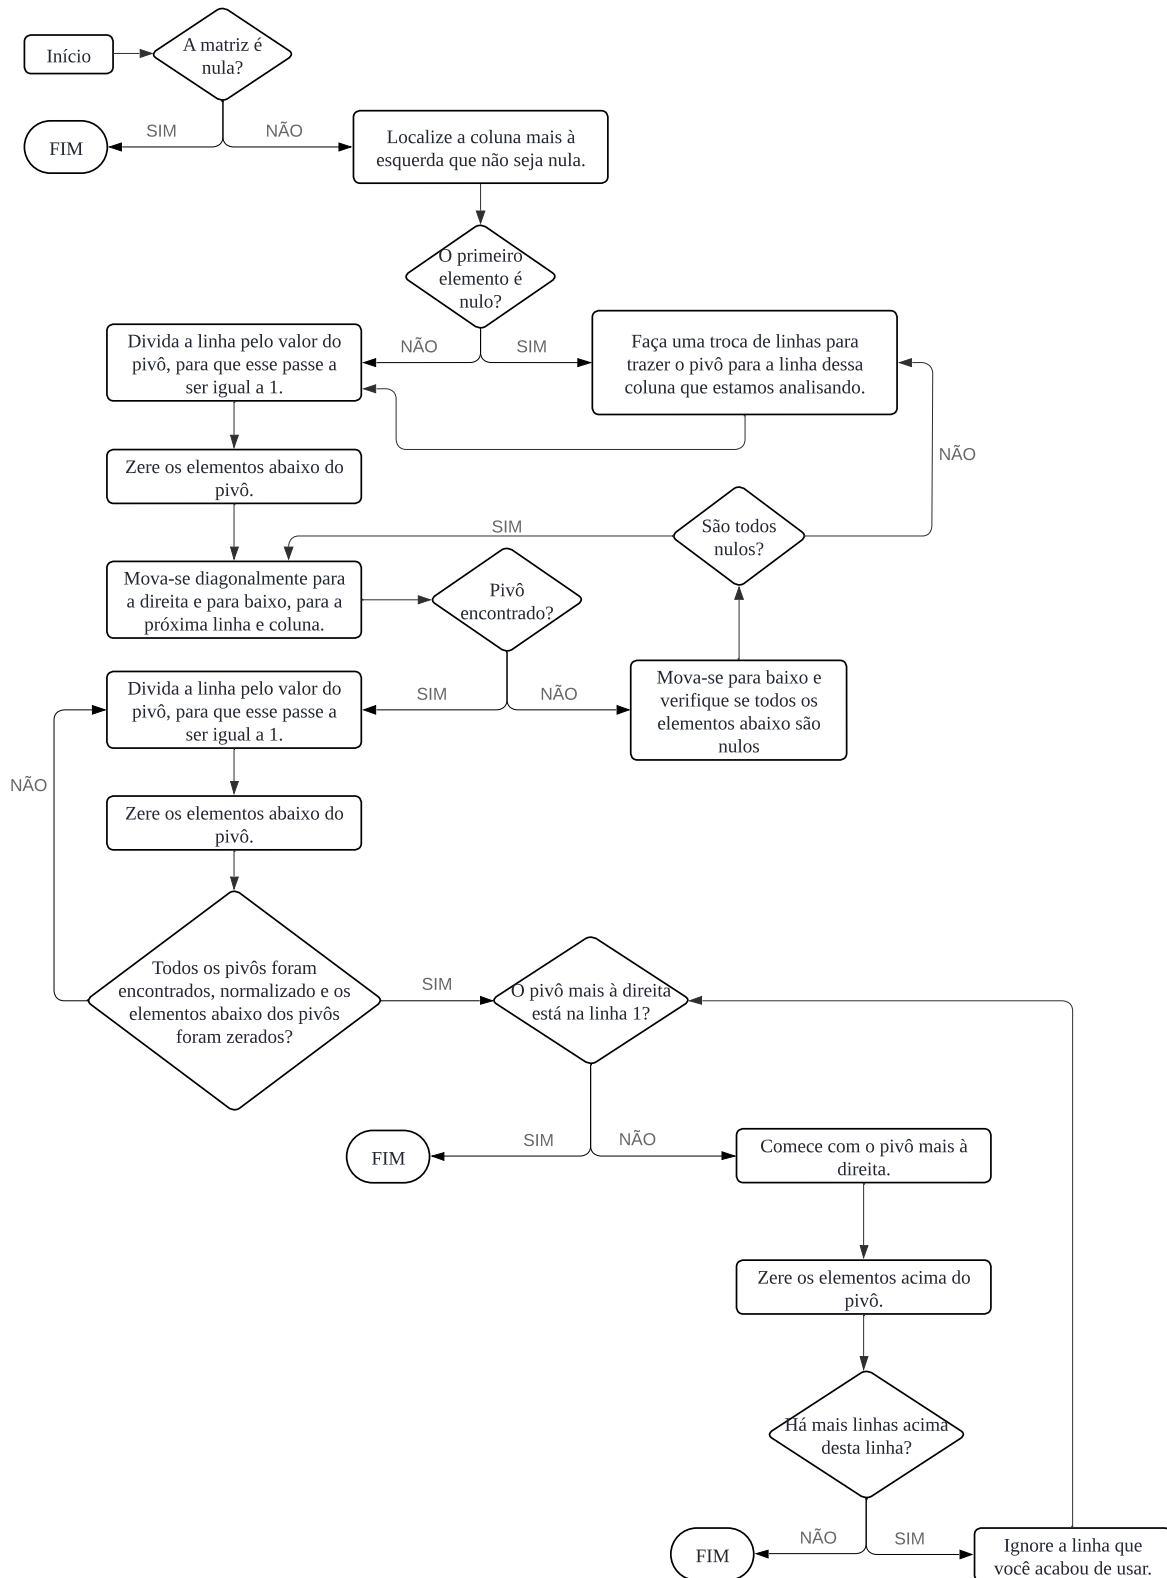 Início
A matriz é
nula?
SIM
NÃO
FIM
Localize a coluna mais à
esquerda que não seja nula.
O primeiro
elemento é
nulo?
NÃO
SIM
Divida a linha pelo valor do
pivô, para que esse passe a
ser igual a 1.
Faça uma troca de linhas para
trazer o pivô para a linha dessa
coluna que estamos analisando.
NÃO
Zere os elementos abaixo do
pivô.
São todos
nulos?
SIM
Mova-se diagonalmente para
a direita e para baixo, para a
próxima linha e coluna.
Pivô
encontrado?
SIM
NÃO
Divida a linha pelo valor do
pivô, para que esse passe a
ser igual a 1.
Mova-se para baixo e
verifique se todos os
elementos abaixo são
nulos
NÃO
Zere os elementos abaixo do
pivô.
Todos os pivôs foram
encontrados, normalizado e os
elementos abaixo dos pivôs
foram zerados?
SIM
O pivô mais à direita
está na linha 1?
SIM
NÃO
FIM
Comece com o pivô mais à
direita.
Zere os elementos acima do
pivô.
Há mais linhas acima
desta linha?
NÃO
SIM
FIM
Ignore a linha que
você acabou de usar.